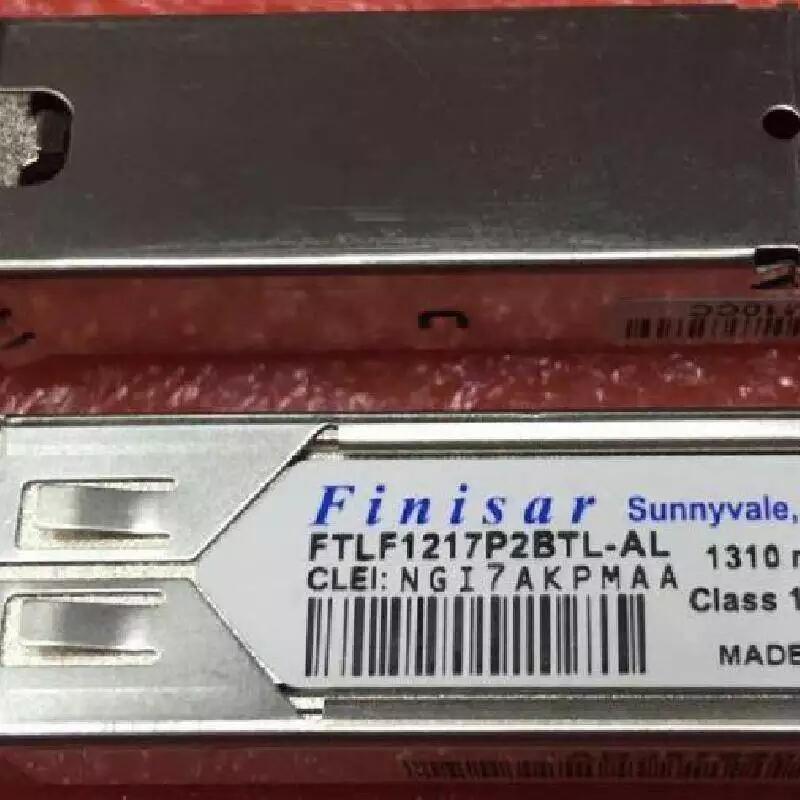 Finisar Sunnyvale,
FTLF1217P2BTL-AL 1310
CLEI: NGI7AKPMAA Class 1
MADE